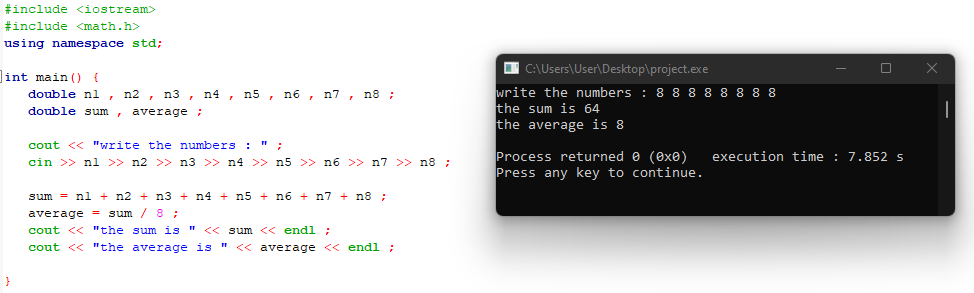 #include <iostream>
#include <math.h>
using namespace std;
int main() {
double n1 , n2 , n3 , n4 , n5 , n6 , n7 , n8 ;
double sum , average ;
cout << "write the numbers : " ;
cin >> n1 >> n2 >> n3 >> n4 >> n5 >> n6 >> n7 >> n8 ;
sum = n1 + n2 + n3 + n4 + n5 + n6 + n7 + n8 ;
average = sum / 8 ;
cout << "the sum is " << sum << endl ;
cout << "the average is " << average << endl ;
}
C:\Users\User\Desktop\project.exe
write the numbers : 8 8 8 8 8 8 8 8
the sum is 64
the average is 8
Process returned 0 (0x0)   execution time : 7.852 s
Press any key to continue.